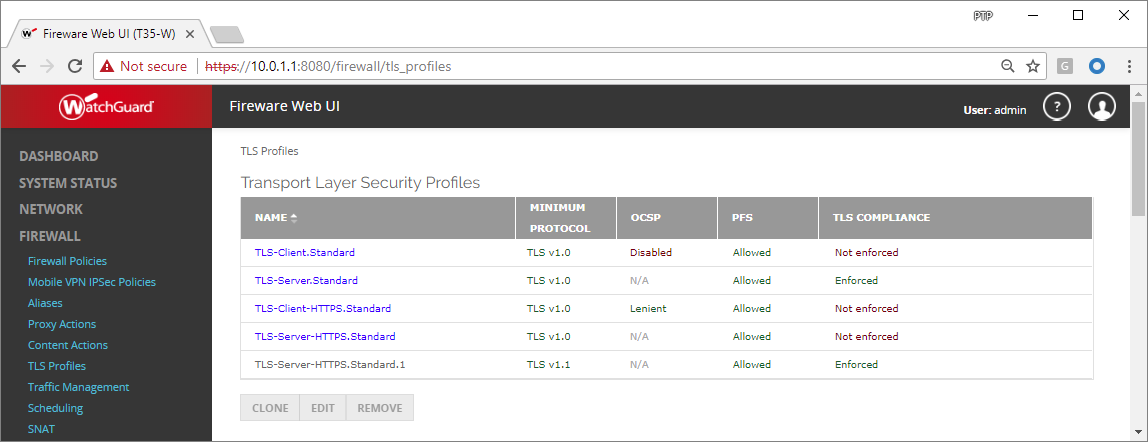 PTP
Fireware Web UI (T35-W)
Not secure https://10.0.1.1:8080/firewall/tls_profiles
G
WatchGuard
Fireware Web UI
User: admin
?
DASHBOARD
SYSTEM STATUS
NETWORK
FIREWALL
Firewall Policies
Mobile VPN IPSec Policies
Aliases
Proxy Actions
Content Actions
TLS Profiles
Traffic Management
Scheduling
SNAT
TLS Profiles
Transport Layer Security Profiles
NAME MINIMUM PROTOCOL OCSP PFS TLS COMPLIANCE
TLS-Client.Standard TLS v1.0 Disabled Allowed Not enforced
TLS-Server.Standard TLS v1.0 N/A Allowed Enforced
TLS-Client-HTTPS.Standard TLS v1.0 Lenient Allowed Not enforced
TLS-Server-HTTPS.Standard TLS v1.0 N/A Allowed Not enforced
TLS-Server-HTTPS.Standard.1 TLS v1.1 N/A Allowed Enforced
CLONE EDIT REMOVE